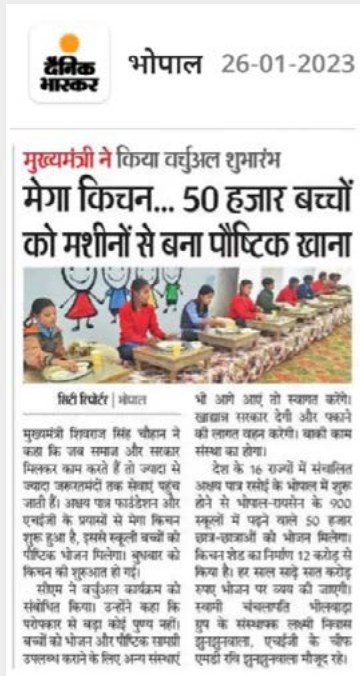 दैनिक
भास्कर
भोपाल 26-01-2023
मुख्यमंत्री ने किया वर्चुअल शुभारंभ
मेगा किचन... 50 हजार बच्चों
को मशीनों से बना पौष्टिक खाना
सिटी रिपोर्टर | भोपाल
मुख्यमंत्री शिवराज सिंह चौहान ने
कहा कि जब समाज और सरकार
मिलकर काम करते हैं तो ज्यादा से
ज्यादा जरूरतमंदों तक सेवाएं पहुंच
जाती हैं। अक्षय पात्र फाउंडेशन और
एचईजी के प्रयासों से मेगा किचन
शुरू हुआ है, इससे स्कूली बच्चों को
पौष्टिक भोजन मिलेगा। बुधवार को
किचन की शुरुआत हो गई।
सीएम ने वर्चुअल कार्यक्रम को
संबोधित किया। उन्होंने कहा कि
परोपकार से बड़ा कोई पुण्य नहीं।
बच्चों को भोजन और पौष्टिक सामग्री
उपलब्ध कराने के लिए अन्य संस्थाएं
भी आगे आएं तो स्वागत करेंगे।
खाद्यान्न सरकार देगी और पकाने
की लागत वहन करेगी। बाकी काम
संस्था का होगा।
देश के 16 राज्यों में संचालित
अक्षय पात्र रसोई के भोपाल में शुरू
होने से भोपाल-रायसेन के 900
स्कूलों में पढ़ने वाले 50 हजार
छात्र-छात्राओं को भोजन मिलेगा।
किचन शेड का निर्माण 12 करोड़ से
किया है। हर साल साढ़े सात करोड़
रुपए भोजन पर व्यय की जाएगी।
स्वामी चंचलापति भीलवाड़ा
ग्रुप के संस्थापक लक्ष्मी निवास
झुनझुनवाला, एचईजी के चीफ
एमडी रवि झुनझुनवाला मौजूद रहे।